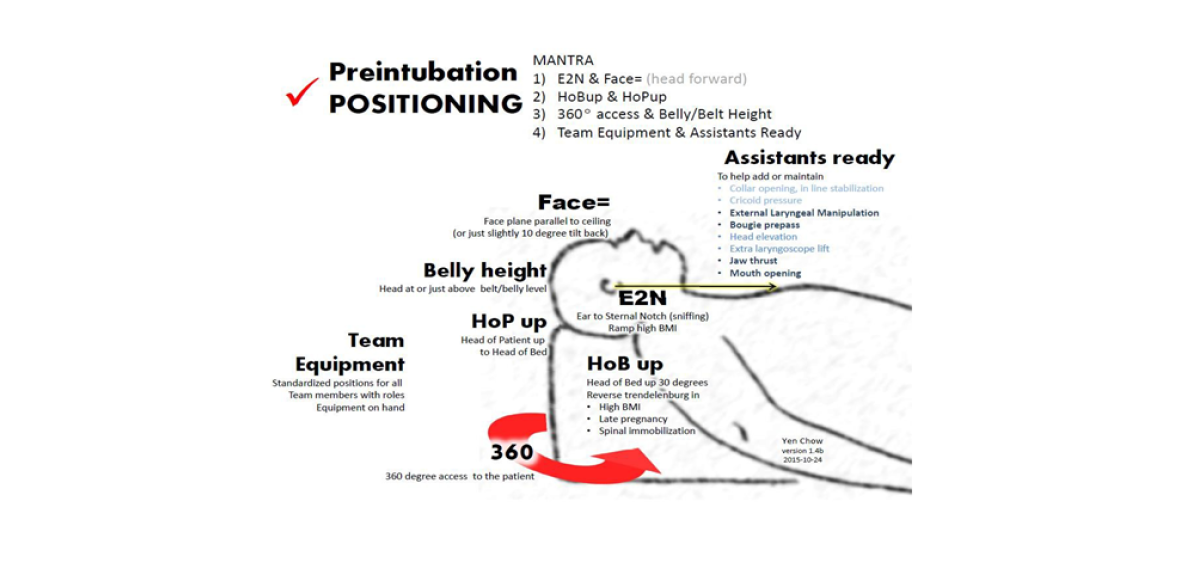 Preintubation
POSITIONING
MANTRA
1) E2N & Face= (head forward)
2) HoBup & HoPup
3) 360° access & Belly/Belt Height
4) Team Equipment & Assistants Ready
Assistants ready
To help add or maintain
• Collar opening, in line stabilization
• Cricoid pressure
• External Laryngeal Manipulation
• Bougie prepass
• Head elevation
• Extra laryngoscope lift
• Jaw thrust
• Mouth opening
Face=
Face plane parallel to ceiling
(or just slightly 10 degree tilt back)
Belly height
Head at or just above belt/belly level
E2N
Ear to Sternal Notch (sniffing)
Ramp high BMI
HoP up
Head of Patient up
to Head of Bed
Team
Equipment
Standardized positions for all
Team members with roles
Equipment on hand
HoB up
Head of Bed up 30 degrees
Reverse trendelenburg in
• High BMI
• Late pregnancy
• Spinal immobilization
360
360 degree access to the patient
Yen Chow
version 1.4b
2015-10-24